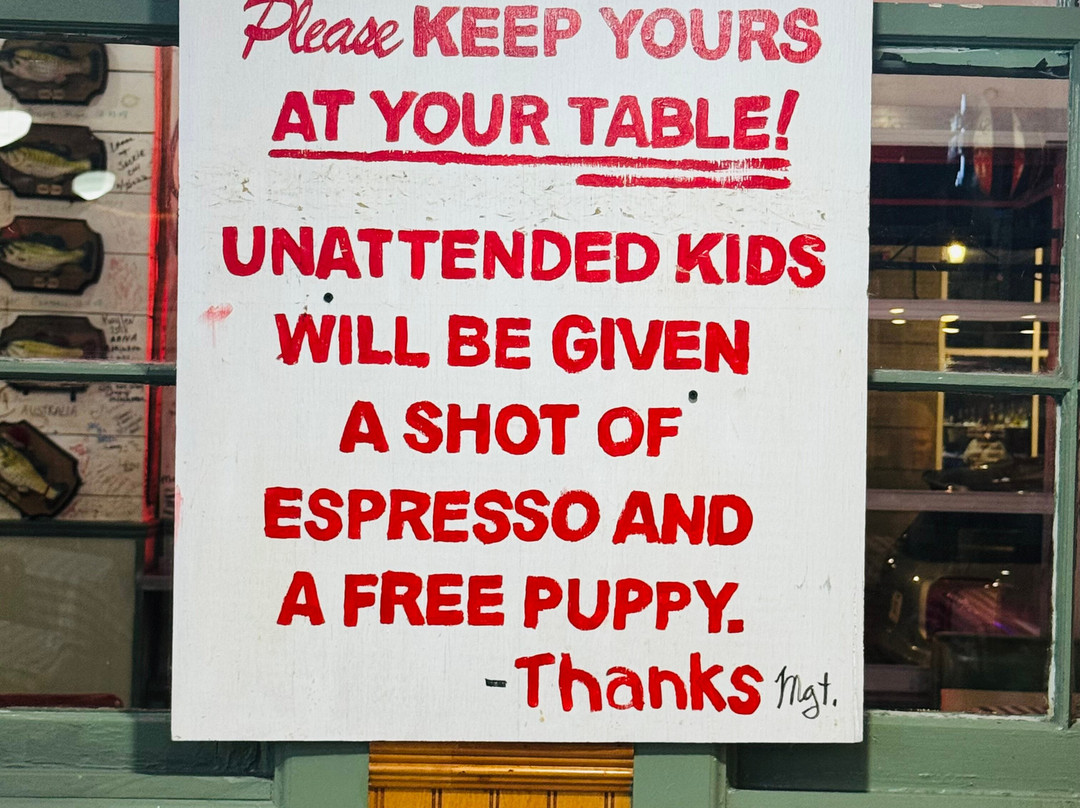 Please KEEP YOURS
AT YOUR TABLE!
UNATTENDED KIDS
WILL BE GIVEN
A SHOT OF
ESPRESSO AND
A FREE PUPPY.
-Thanks Mgt.
AUSTRALIA